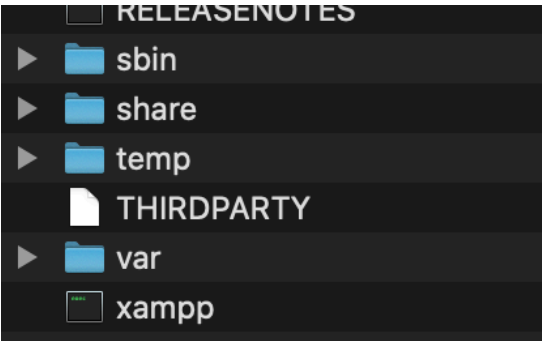 RELEASENOTES
sbin
share
temp
THIRDPARTY
var
xampp